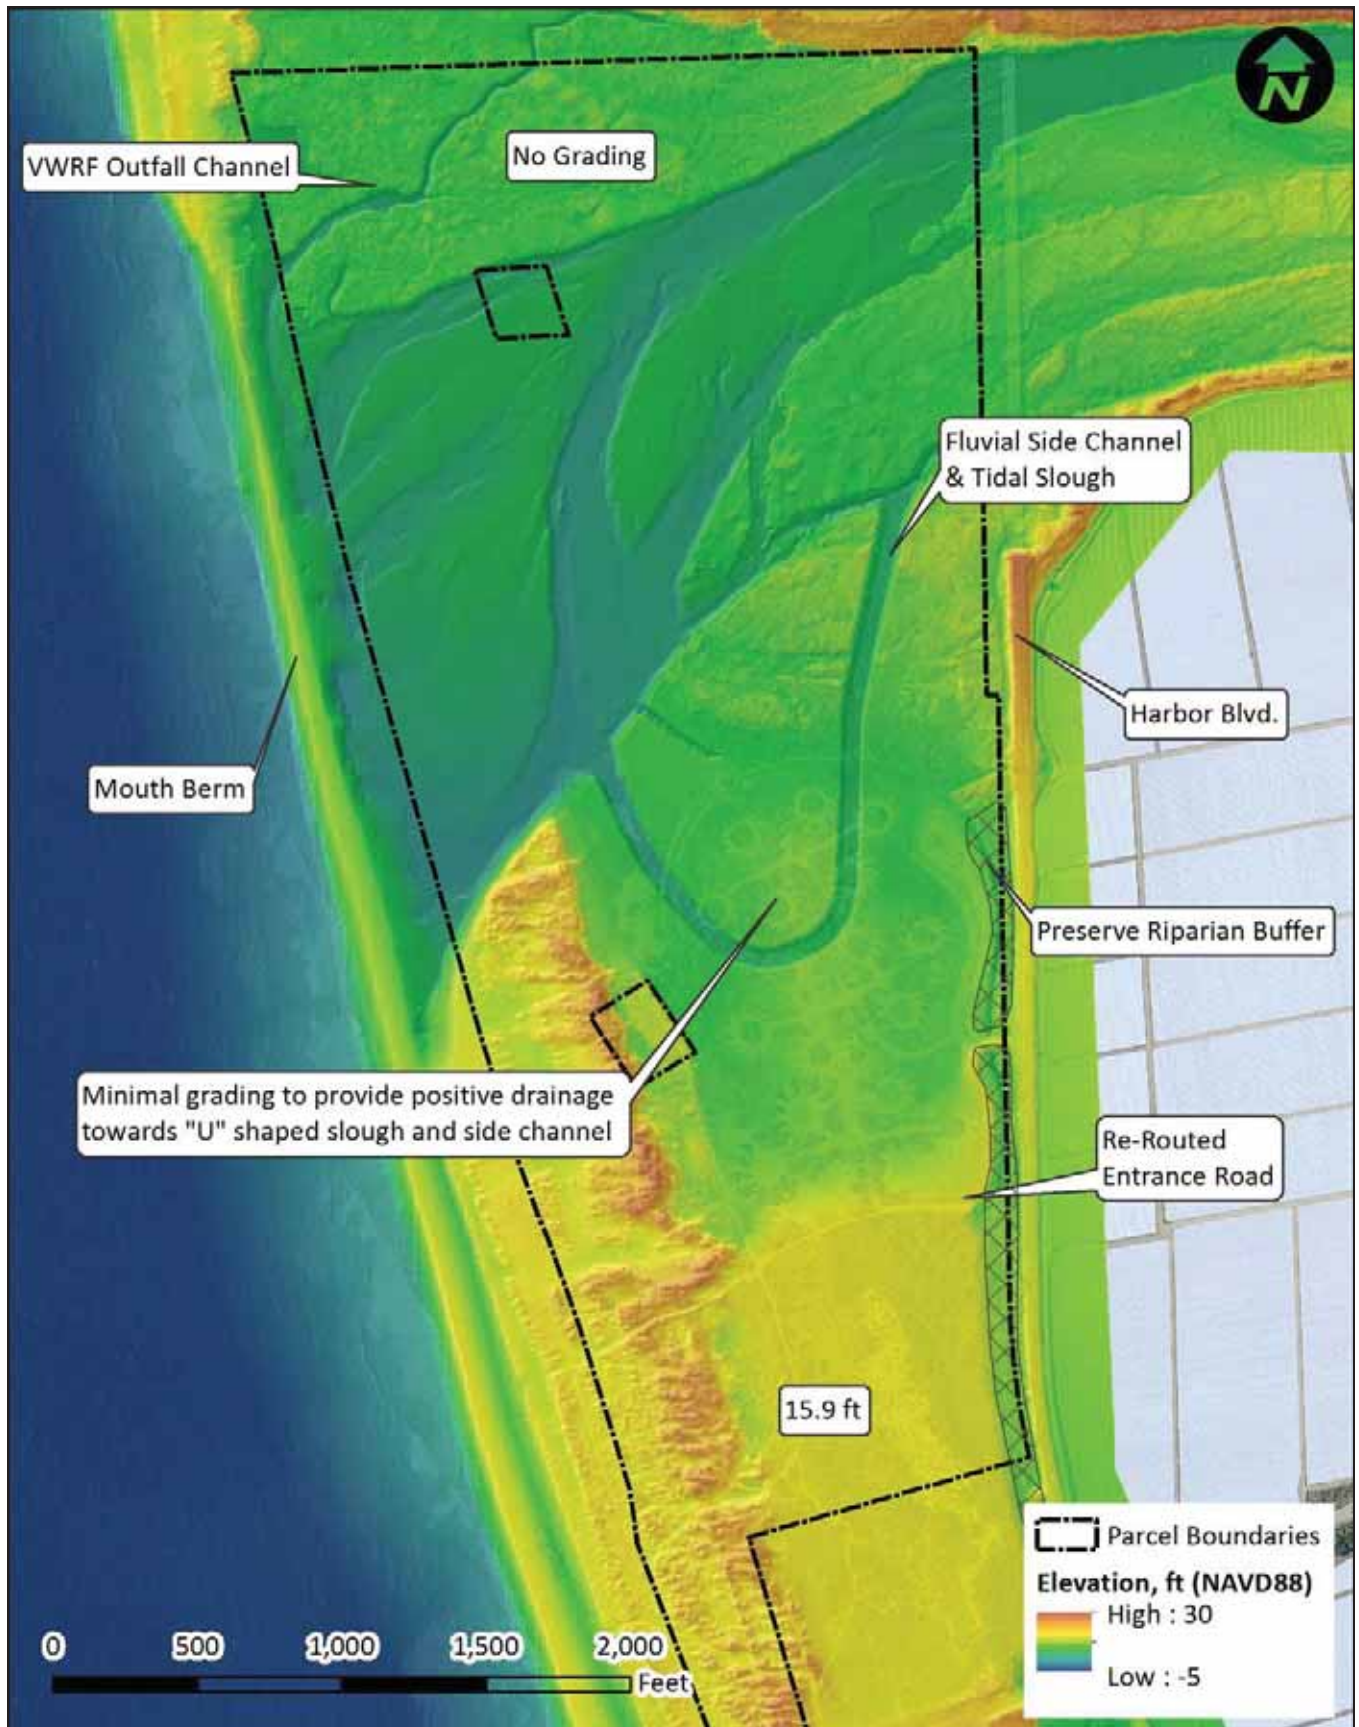 N
VWRF Outfall Channel
No Grading
Fluvial Side Channel
& Tidal Slough
Harbor Blvd.
Mouth Berm
Preserve Riparian Buffer
Minimal grading to provide positive drainage
towards "U" shaped slough and side channel
Re-Routed
Entrance Road
15.9 ft
Parcel Boundaries
Elevation, ft (NAVD88)
High : 30
Low : -5
0 500 1,000 1,500 2,000
Feet